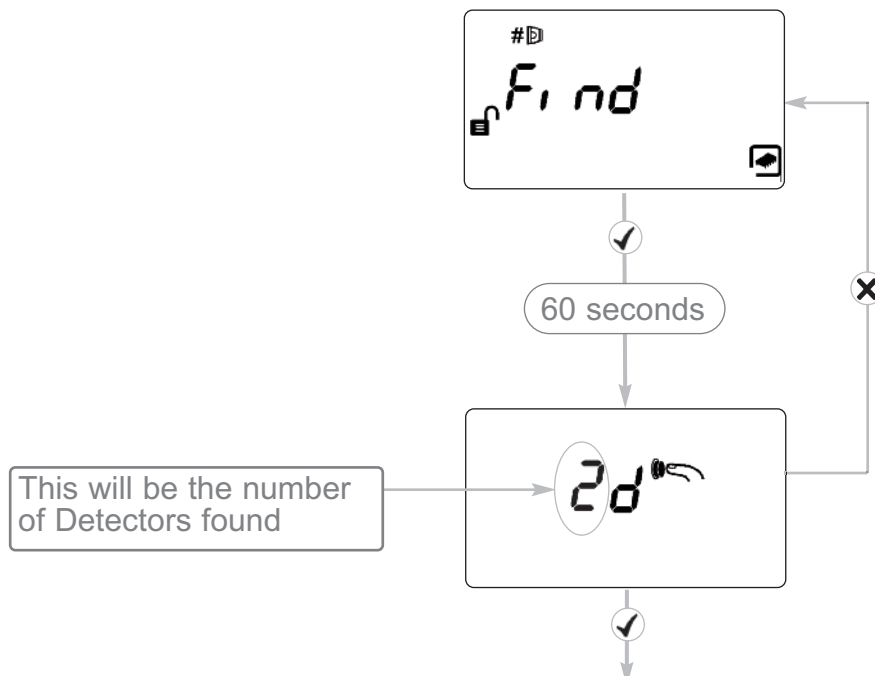 #
Find
60 seconds
2d
This will be the number
of Detectors found